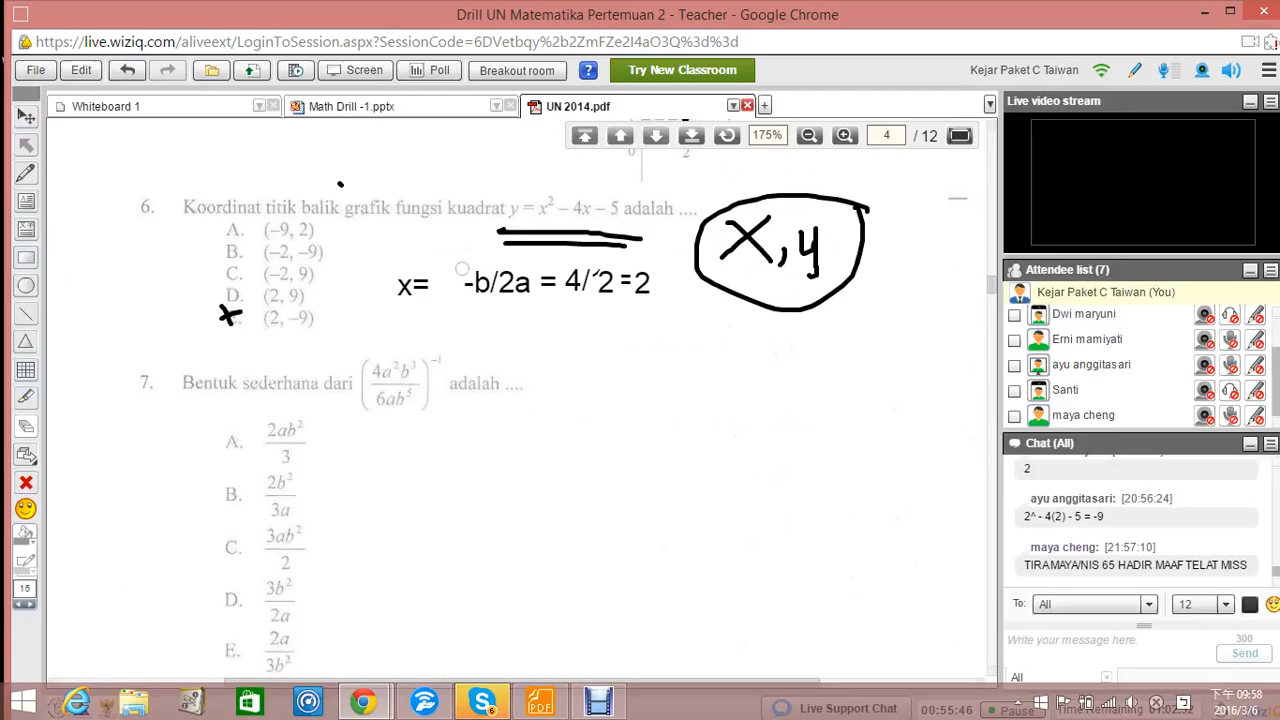 Drill UN Matematika Pertemuan 2 - Teacher - Google Chrome
https://live.wiziq.com/aliveext/LoginToSession.aspx?SessionCode=6DVetbqy%2b2ZmFZe2I4aO3Q%3d%3d
File Edit Screen Poll Breakout room ? Try New Classroom Kejar Paket C Taiwan
Whiteboard 1 Math Drill -1.pptx UN 2014.pdf
Live video stream
175% 4 / 12
0 2
6. Koordinat titik balik grafik fungsi kuadrat y = x² – 4x – 5 adalah ....
A. (–9, 2)
B. (–2, –9)
C. (–2, 9)
D. (2, 9)
(2, –9)
x= -b/2a = 4/2 =2
x, y
7. Bentuk sederhana dari (4a²b³/6ab⁵)⁻¹ adalah ....
A. 2ab²/3
B. 2b²/3a
C. 3ab²/2
D. 3b²/2a
E. 2a/3b²
Attendee list (7)
Kejar Paket C Taiwan (You)
Dwi maryuni
Erni mamiyati
ayu anggitasari
Santi
maya cheng
Chat (All)
2
ayu anggitasari [20:56:24]
2^ - 4(2) - 5 = -9
maya cheng: [21:57:10]
TIRAMAYA/NIS 65 HADIR MAAF TELAT MISS
To: All 12
Write your message here.
300
Send
All
15
Live Support Chat
00:55:46 Pause Time Remaining
下午 09:58
2016/3/6